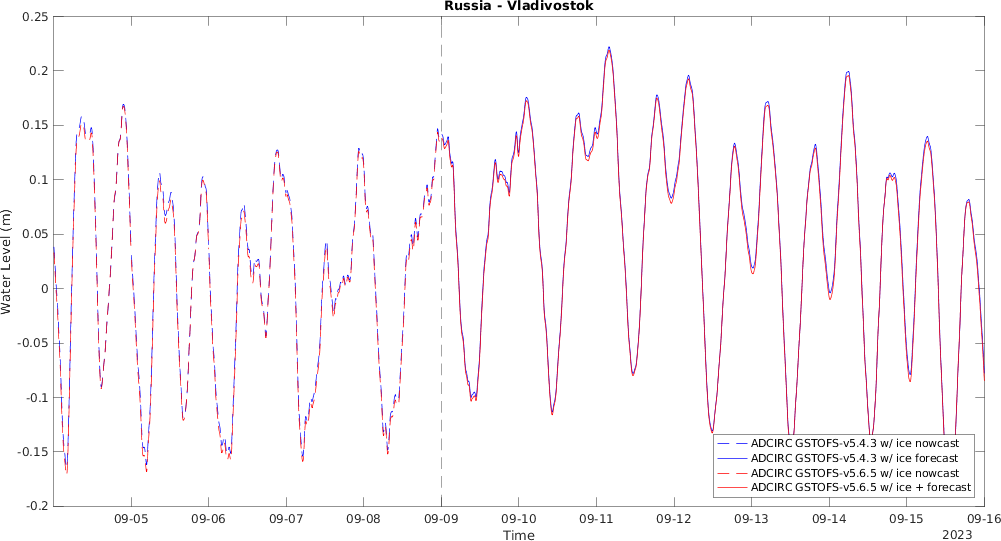 Russia - Vladivostok
0.25
0.2
0.15
0.1
0.05
0
-0.05
-0.1
-0.15
-0.2
Water Level (m)
ADCIRC GSTOFS-v5.4.3 w/ ice nowcast
ADCIRC GSTOFS-v5.4.3 w/ ice forecast
ADCIRC GSTOFS-v5.6.5 w/ ice nowcast
ADCIRC GSTOFS-v5.6.5 w/ ice + forecast
09-05 09-06 09-07 09-08 09-09 09-10 09-11 09-12 09-13 09-14 09-15 09-16
Time
2023